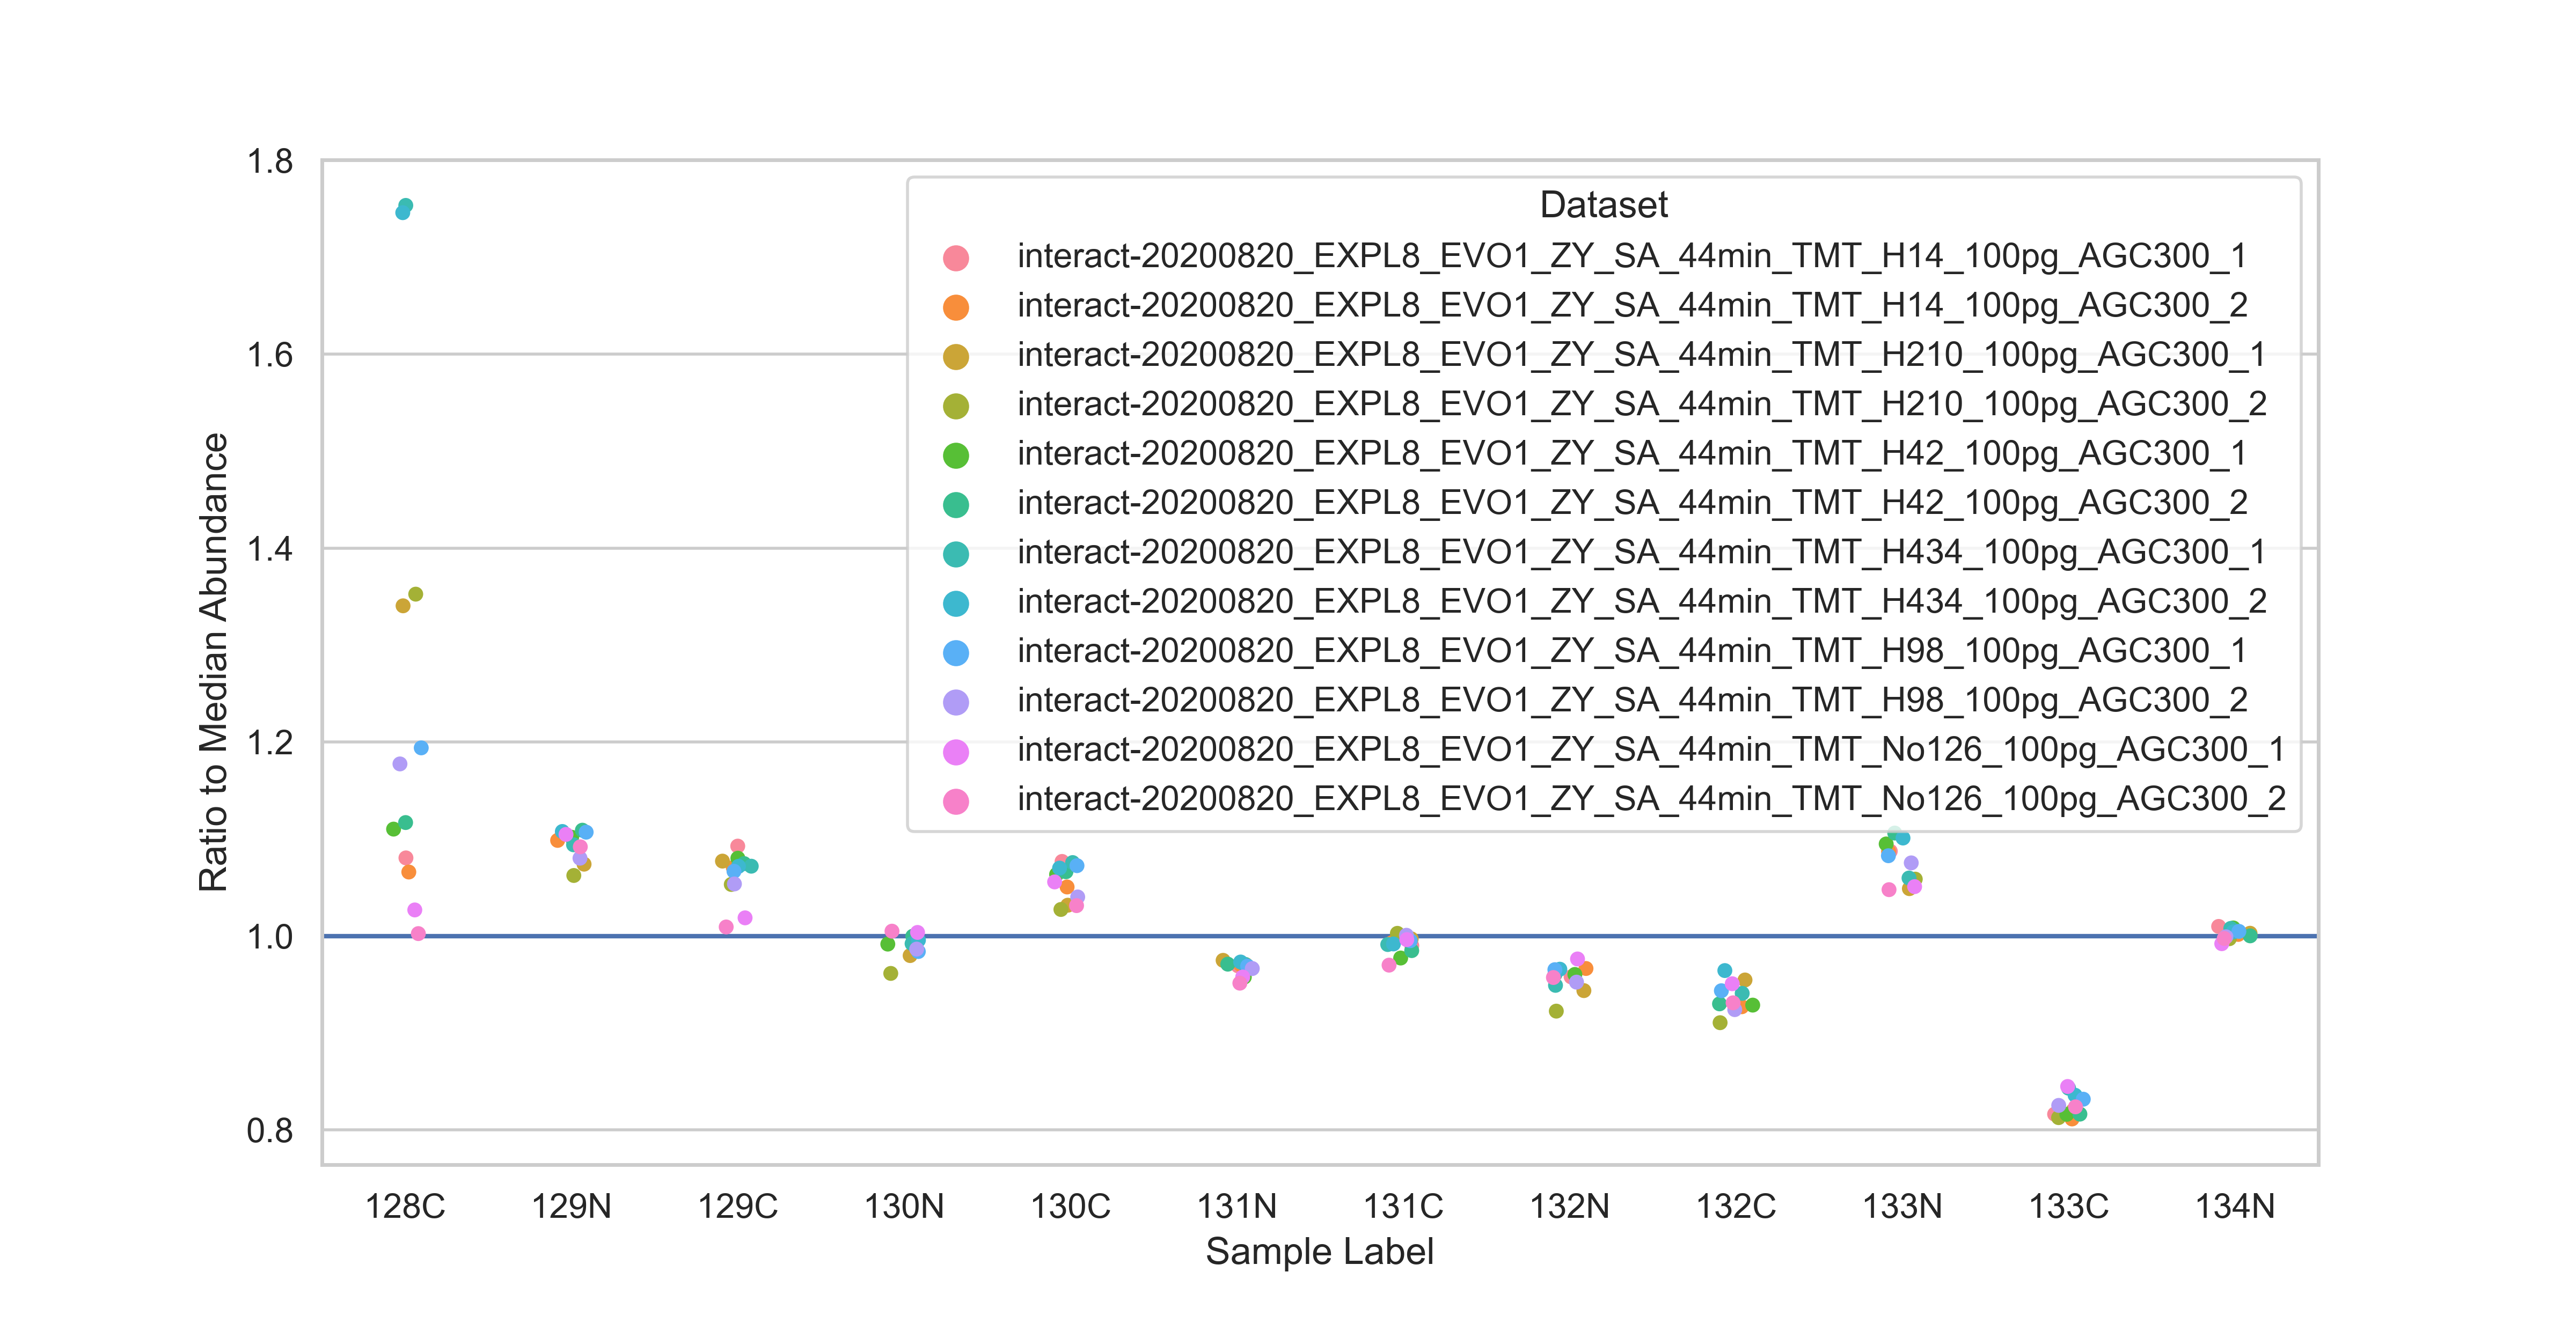 1.8
1.6
1.4
1.2
1.0
0.8
Ratio to Median Abundance
Dataset
interact-20200820_EXPL8_EVO1_ZY_SA_44min_TMT_H14_100pg_AGC300_1
interact-20200820_EXPL8_EVO1_ZY_SA_44min_TMT_H14_100pg_AGC300_2
interact-20200820_EXPL8_EVO1_ZY_SA_44min_TMT_H210_100pg_AGC300_1
interact-20200820_EXPL8_EVO1_ZY_SA_44min_TMT_H210_100pg_AGC300_2
interact-20200820_EXPL8_EVO1_ZY_SA_44min_TMT_H42_100pg_AGC300_1
interact-20200820_EXPL8_EVO1_ZY_SA_44min_TMT_H42_100pg_AGC300_2
interact-20200820_EXPL8_EVO1_ZY_SA_44min_TMT_H434_100pg_AGC300_1
interact-20200820_EXPL8_EVO1_ZY_SA_44min_TMT_H434_100pg_AGC300_2
interact-20200820_EXPL8_EVO1_ZY_SA_44min_TMT_H98_100pg_AGC300_1
interact-20200820_EXPL8_EVO1_ZY_SA_44min_TMT_H98_100pg_AGC300_2
interact-20200820_EXPL8_EVO1_ZY_SA_44min_TMT_No126_100pg_AGC300_1
interact-20200820_EXPL8_EVO1_ZY_SA_44min_TMT_No126_100pg_AGC300_2
128C 129N 129C 130N 130C 131N 131C 132N 132C 133N 133C 134N
Sample Label